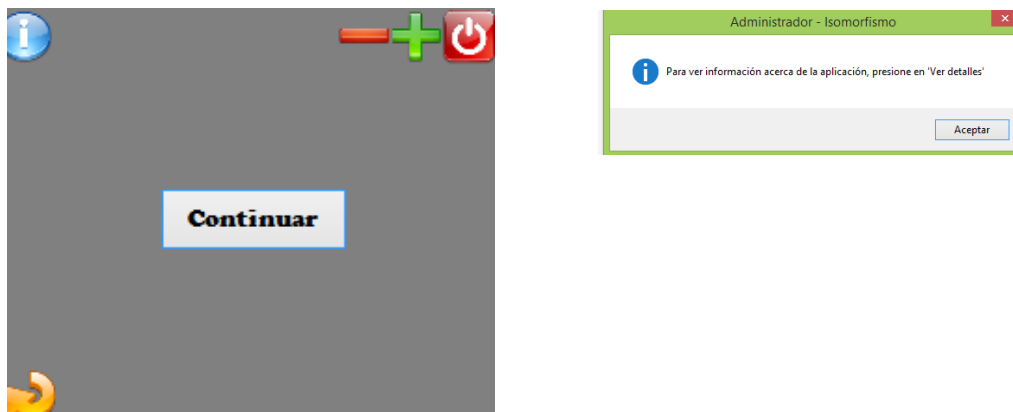 Continuar
Administrador - Isomorfismo
Para ver información acerca de la aplicación, presione en 'Ver detalles'
Aceptar